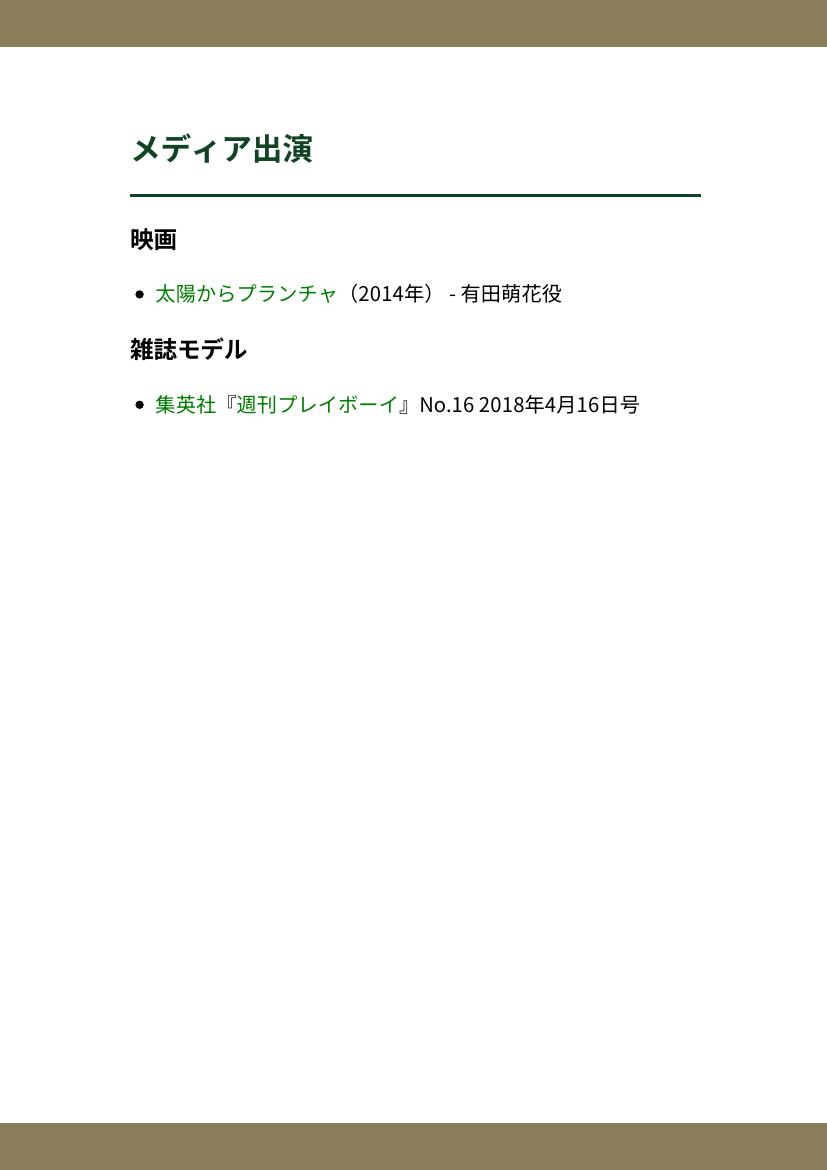 メディア出演
映画
• 太陽からプランチャ（2014年） - 有田萌花役
雑誌モデル
• 集英社『週刊プレイボーイ』No.16 2018年4月16日号